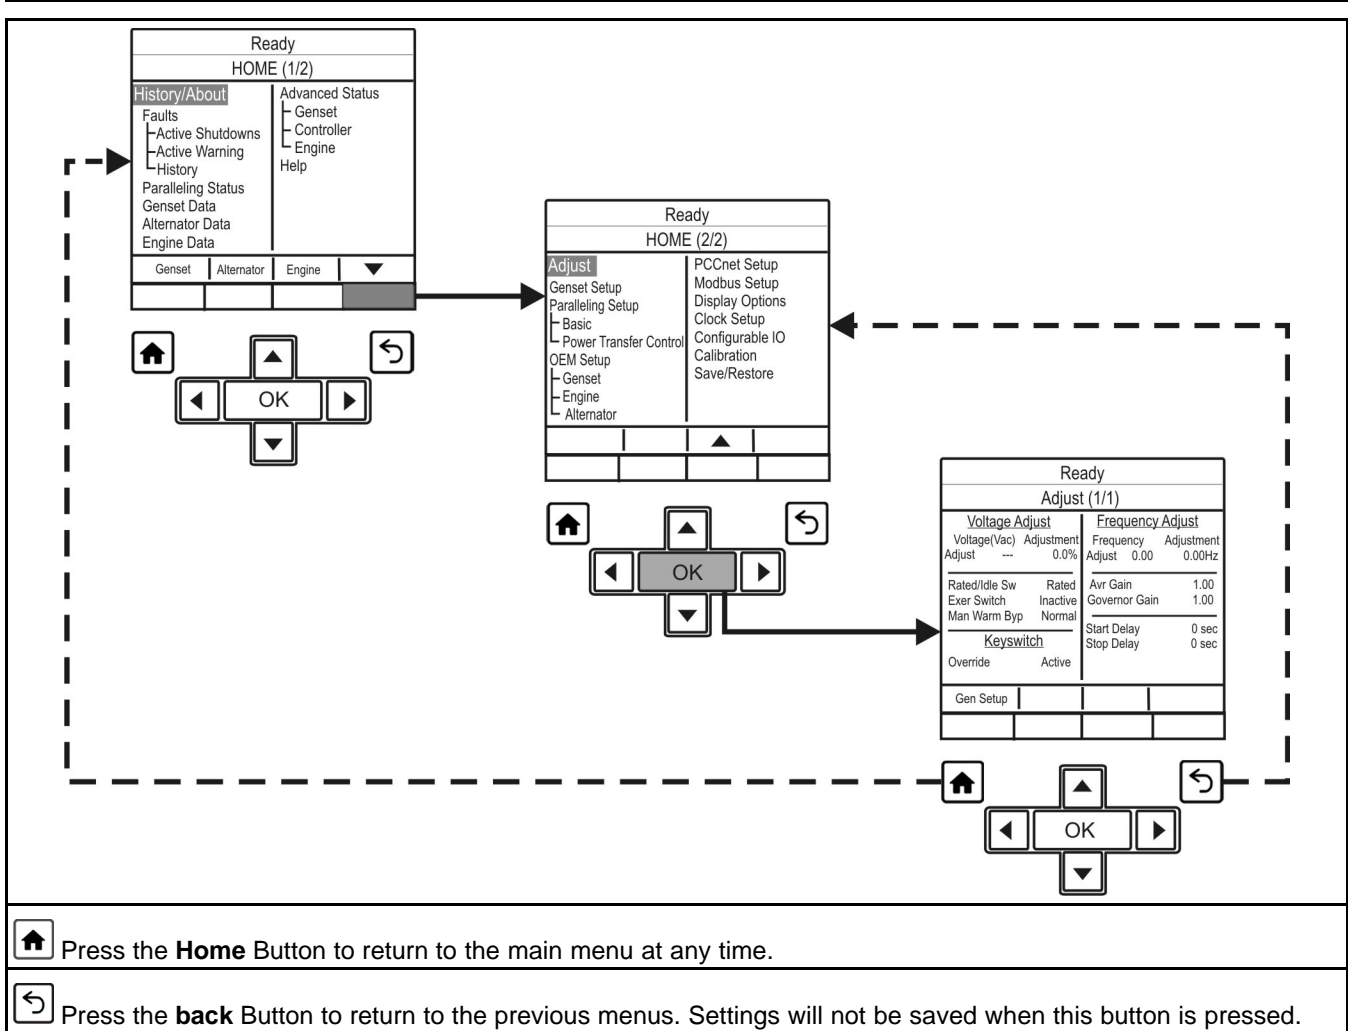 Ready
HOME (1/2)
History/About
Faults
Active Shutdowns
Active Warning
History
Paralleling Status
Genset Data
Alternator Data
Engine Data
Advanced Status
Genset
Controller
Engine
Help
Genset Alternator Engine
OK
Ready
HOME (2/2)
Adjust
Genset Setup
Paralleling Setup
Basic
Power Transfer Control
OEM Setup
Genset
Engine
Alternator
PCCnet Setup
Modbus Setup
Display Options
Clock Setup
Configurable IO
Calibration
Save/Restore
OK
Ready
Adjust (1/1)
Voltage Adjust
Voltage(Vac) Adjustment
Adjust --- 0.0%
Rated/Idle Sw Rated
Exer Switch Inactive
Man Warm Byp Normal
Keyswitch
Override Active
Frequency Adjust
Frequency Adjustment
Adjust 0.00 0.00Hz
Avr Gain 1.00
Governor Gain 1.00
Start Delay 0 sec
Stop Delay 0 sec
Gen Setup
OK
Press the Home Button to return to the main menu at any time.
Press the back Button to return to the previous menus. Settings will not be saved when this button is pressed.